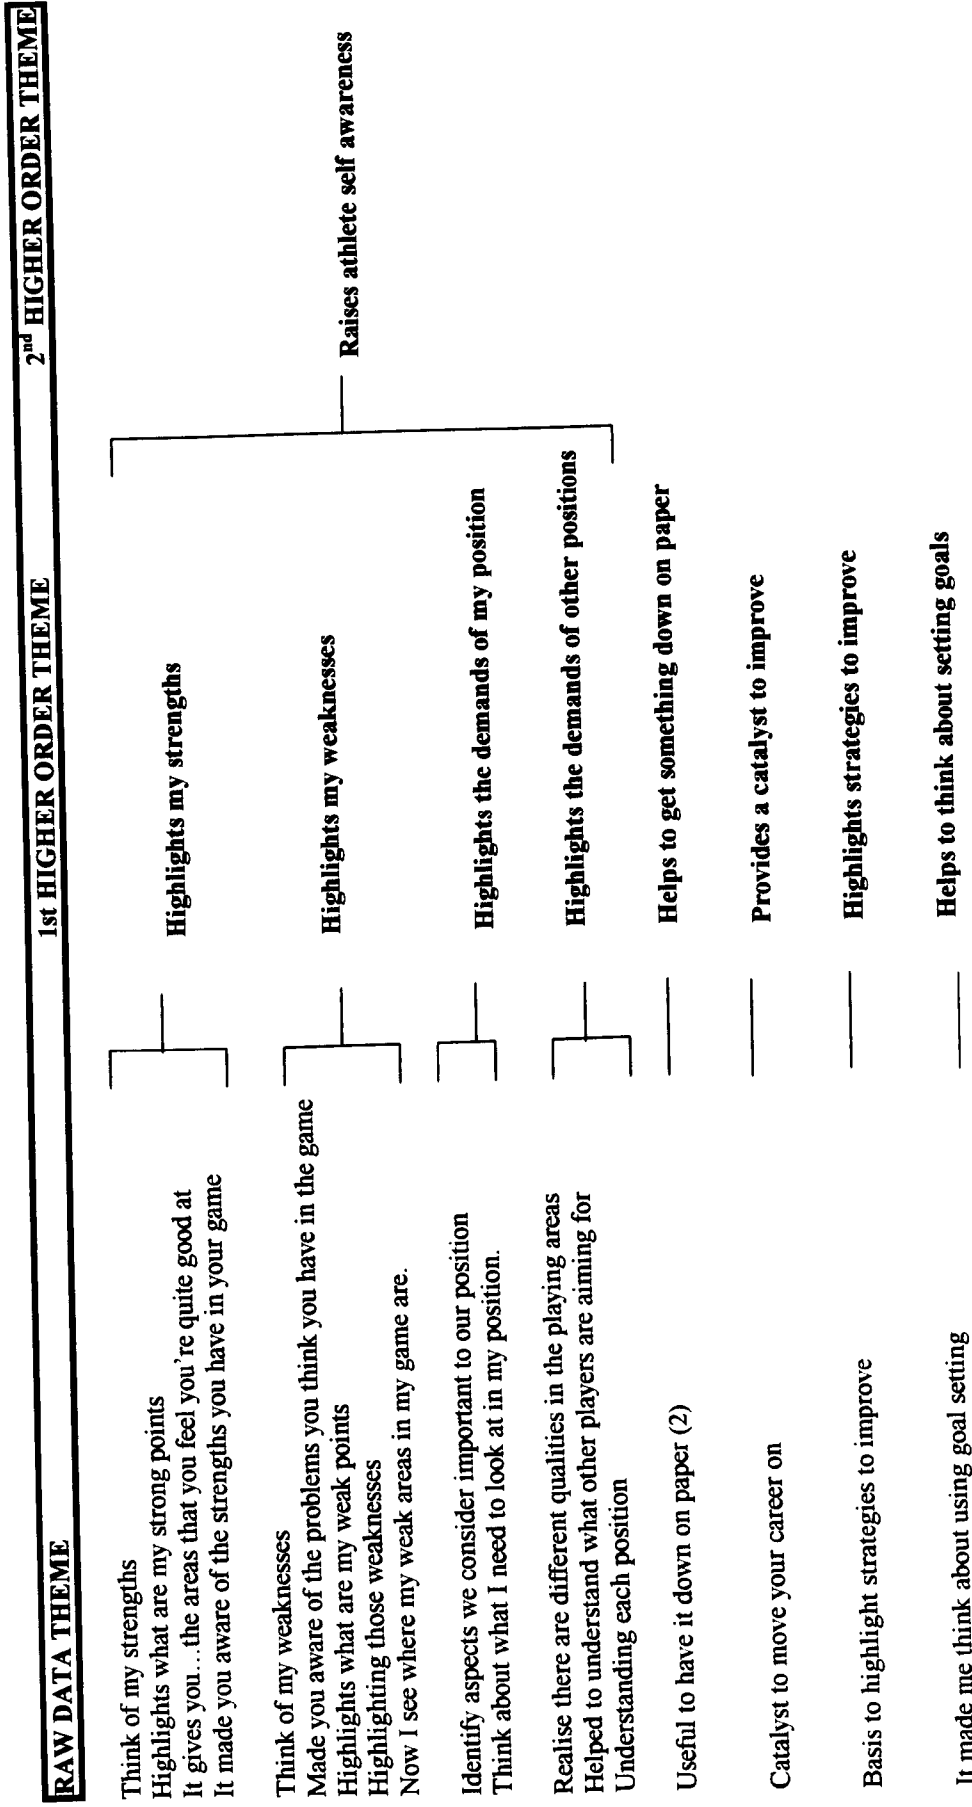 RAW DATA THEME 1st HIGHER ORDER THEME 2nd HIGHER ORDER THEME
Think of my strengths
Highlights what are my strong points
It gives you...the areas that you feel you're quite good at
It made you aware of the strengths you have in your game
Highlights my strengths
Think of my weaknesses
Made you aware of the problems you think you have in the game
Highlights what are my weak points
Highlighting those weaknesses
Now I see where my weak areas in my game are.
Highlights my weaknesses
Raises athlete self awareness
Identify aspects we consider important to our position
Think about what I need to look at in my position.
Highlights the demands of my position
Realise there are different qualities in the playing areas
Helped to understand what other players are aiming for
Understanding each position
Highlights the demands of other positions
Useful to have it down on paper (2)
Helps to get something down on paper
Catalyst to move your career on
Provides a catalyst to improve
Basis to highlight strategies to improve
Highlights strategies to improve
It made me think about using goal setting
Helps to think about setting goals